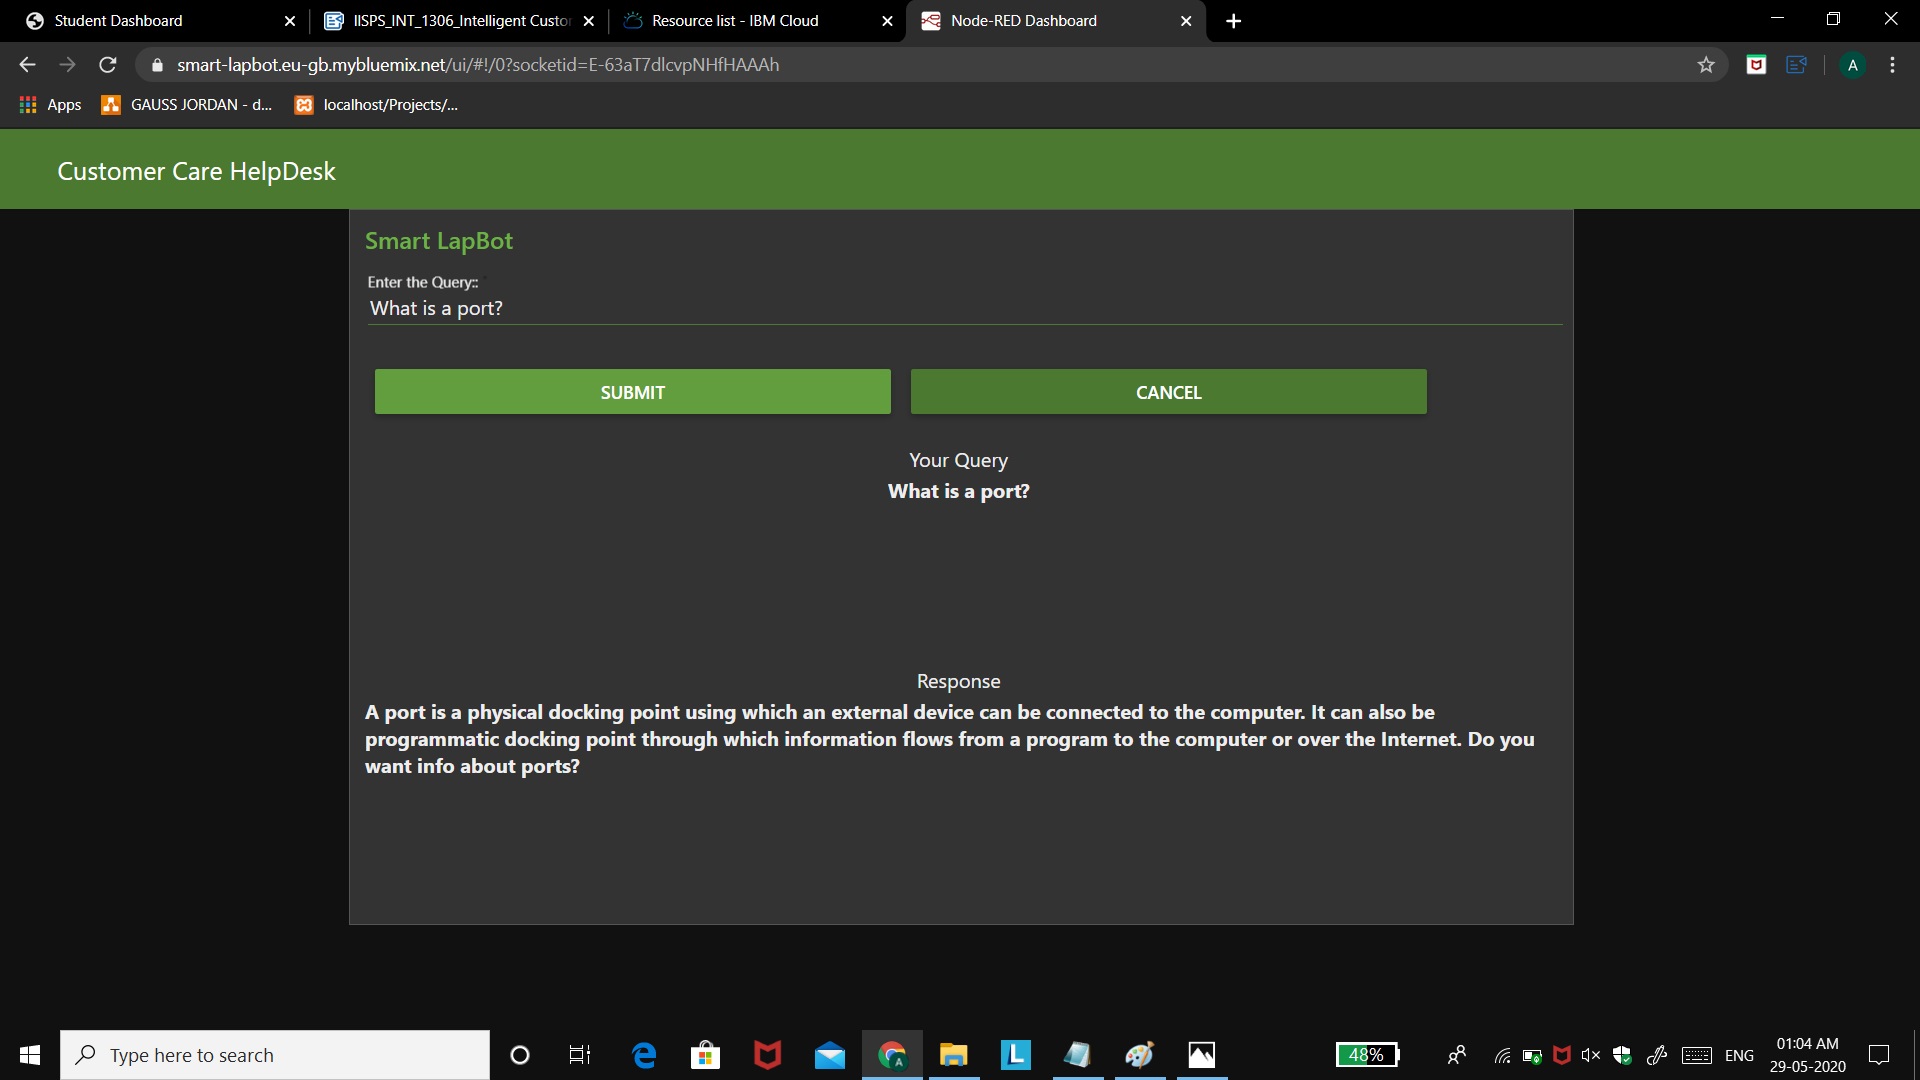 Student Dashboard
IISPS_INT_1306_Intelligent Custo
Resource list - IBM Cloud
Node-RED Dashboard
smart-lapbot.eu-gb.mybluemix.net/ui/#!/0?socketid=E-63aT7dlcvpNHfHAAAh
A
Apps
GAUSS JORDAN - d...
localhost/Projects/...
Customer Care HelpDesk
Smart LapBot
Enter the Query::
What is a port?
SUBMIT
CANCEL
Your Query
What is a port?
Response
A port is a physical docking point using which an external device can be connected to the computer. It can also be
programmatic docking point through which information flows from a program to the computer or over the Internet. Do you
want info about ports?
Type here to search
L
A
48%
ENG
01:04 AM
29-05-2020